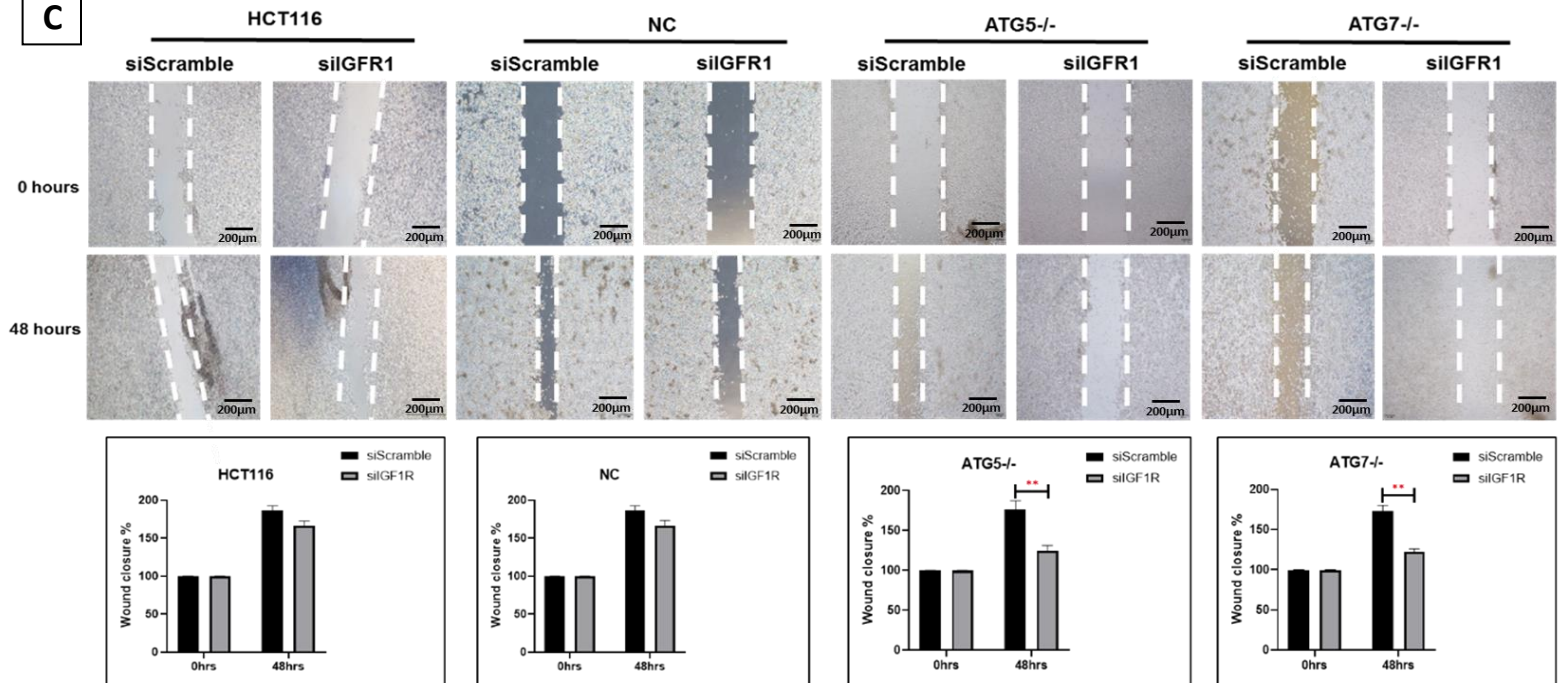 C
HCT116
NC
ATG5-/-
ATG7-/-
siScramble
siIGFR1
siScramble
siIGFR1
siScramble
siIGFR1
siScramble
siIGFR1
0 hours
200µm
200µm
200µm
200µm
200µm
200µm
200µm
200µm
48 hours
200µm
200µm
200µm
200µm
200µm
200µm
200µm
200µm
HCT116
siScramble
siIGF1R
Wound closure %
200
150
100
50
0
0hrs
48hrs
NC
siScramble
siIGF1R
Wound closure %
200
150
100
50
0
0hrs
48hrs
ATG5-/-
siScramble
siIGF1R
**
Wound closure %
200
150
100
50
0
0hrs
48hrs
ATG7-/-
siScramble
siIGF1R
**
Wound closure %
200
150
100
50
0
0hrs
48hrs